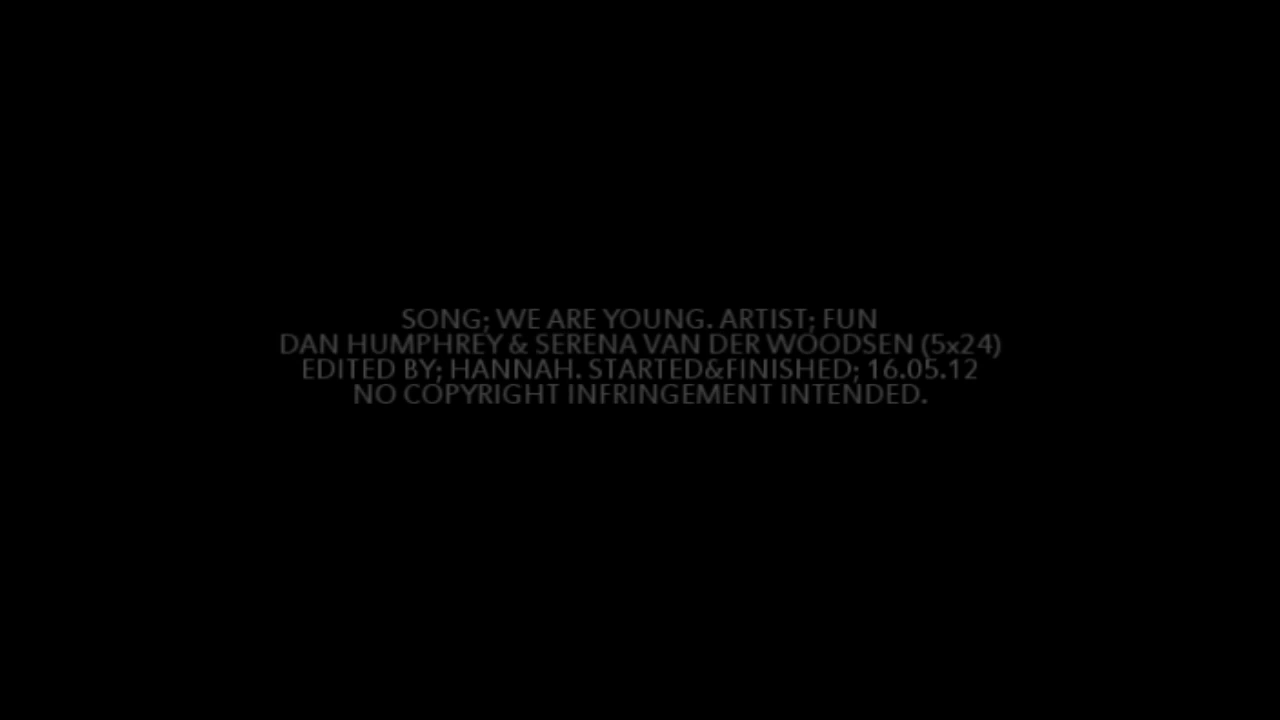 SONG; WE ARE YOUNG. ARTIST; FUN
DAN HUMPHREY & SERENA VAN DER WOODSEN (5x24)
EDITED BY; HANNAH. STARTED&FINISHED; 16.05.12
NO COPYRIGHT INFRINGEMENT INTENDED.